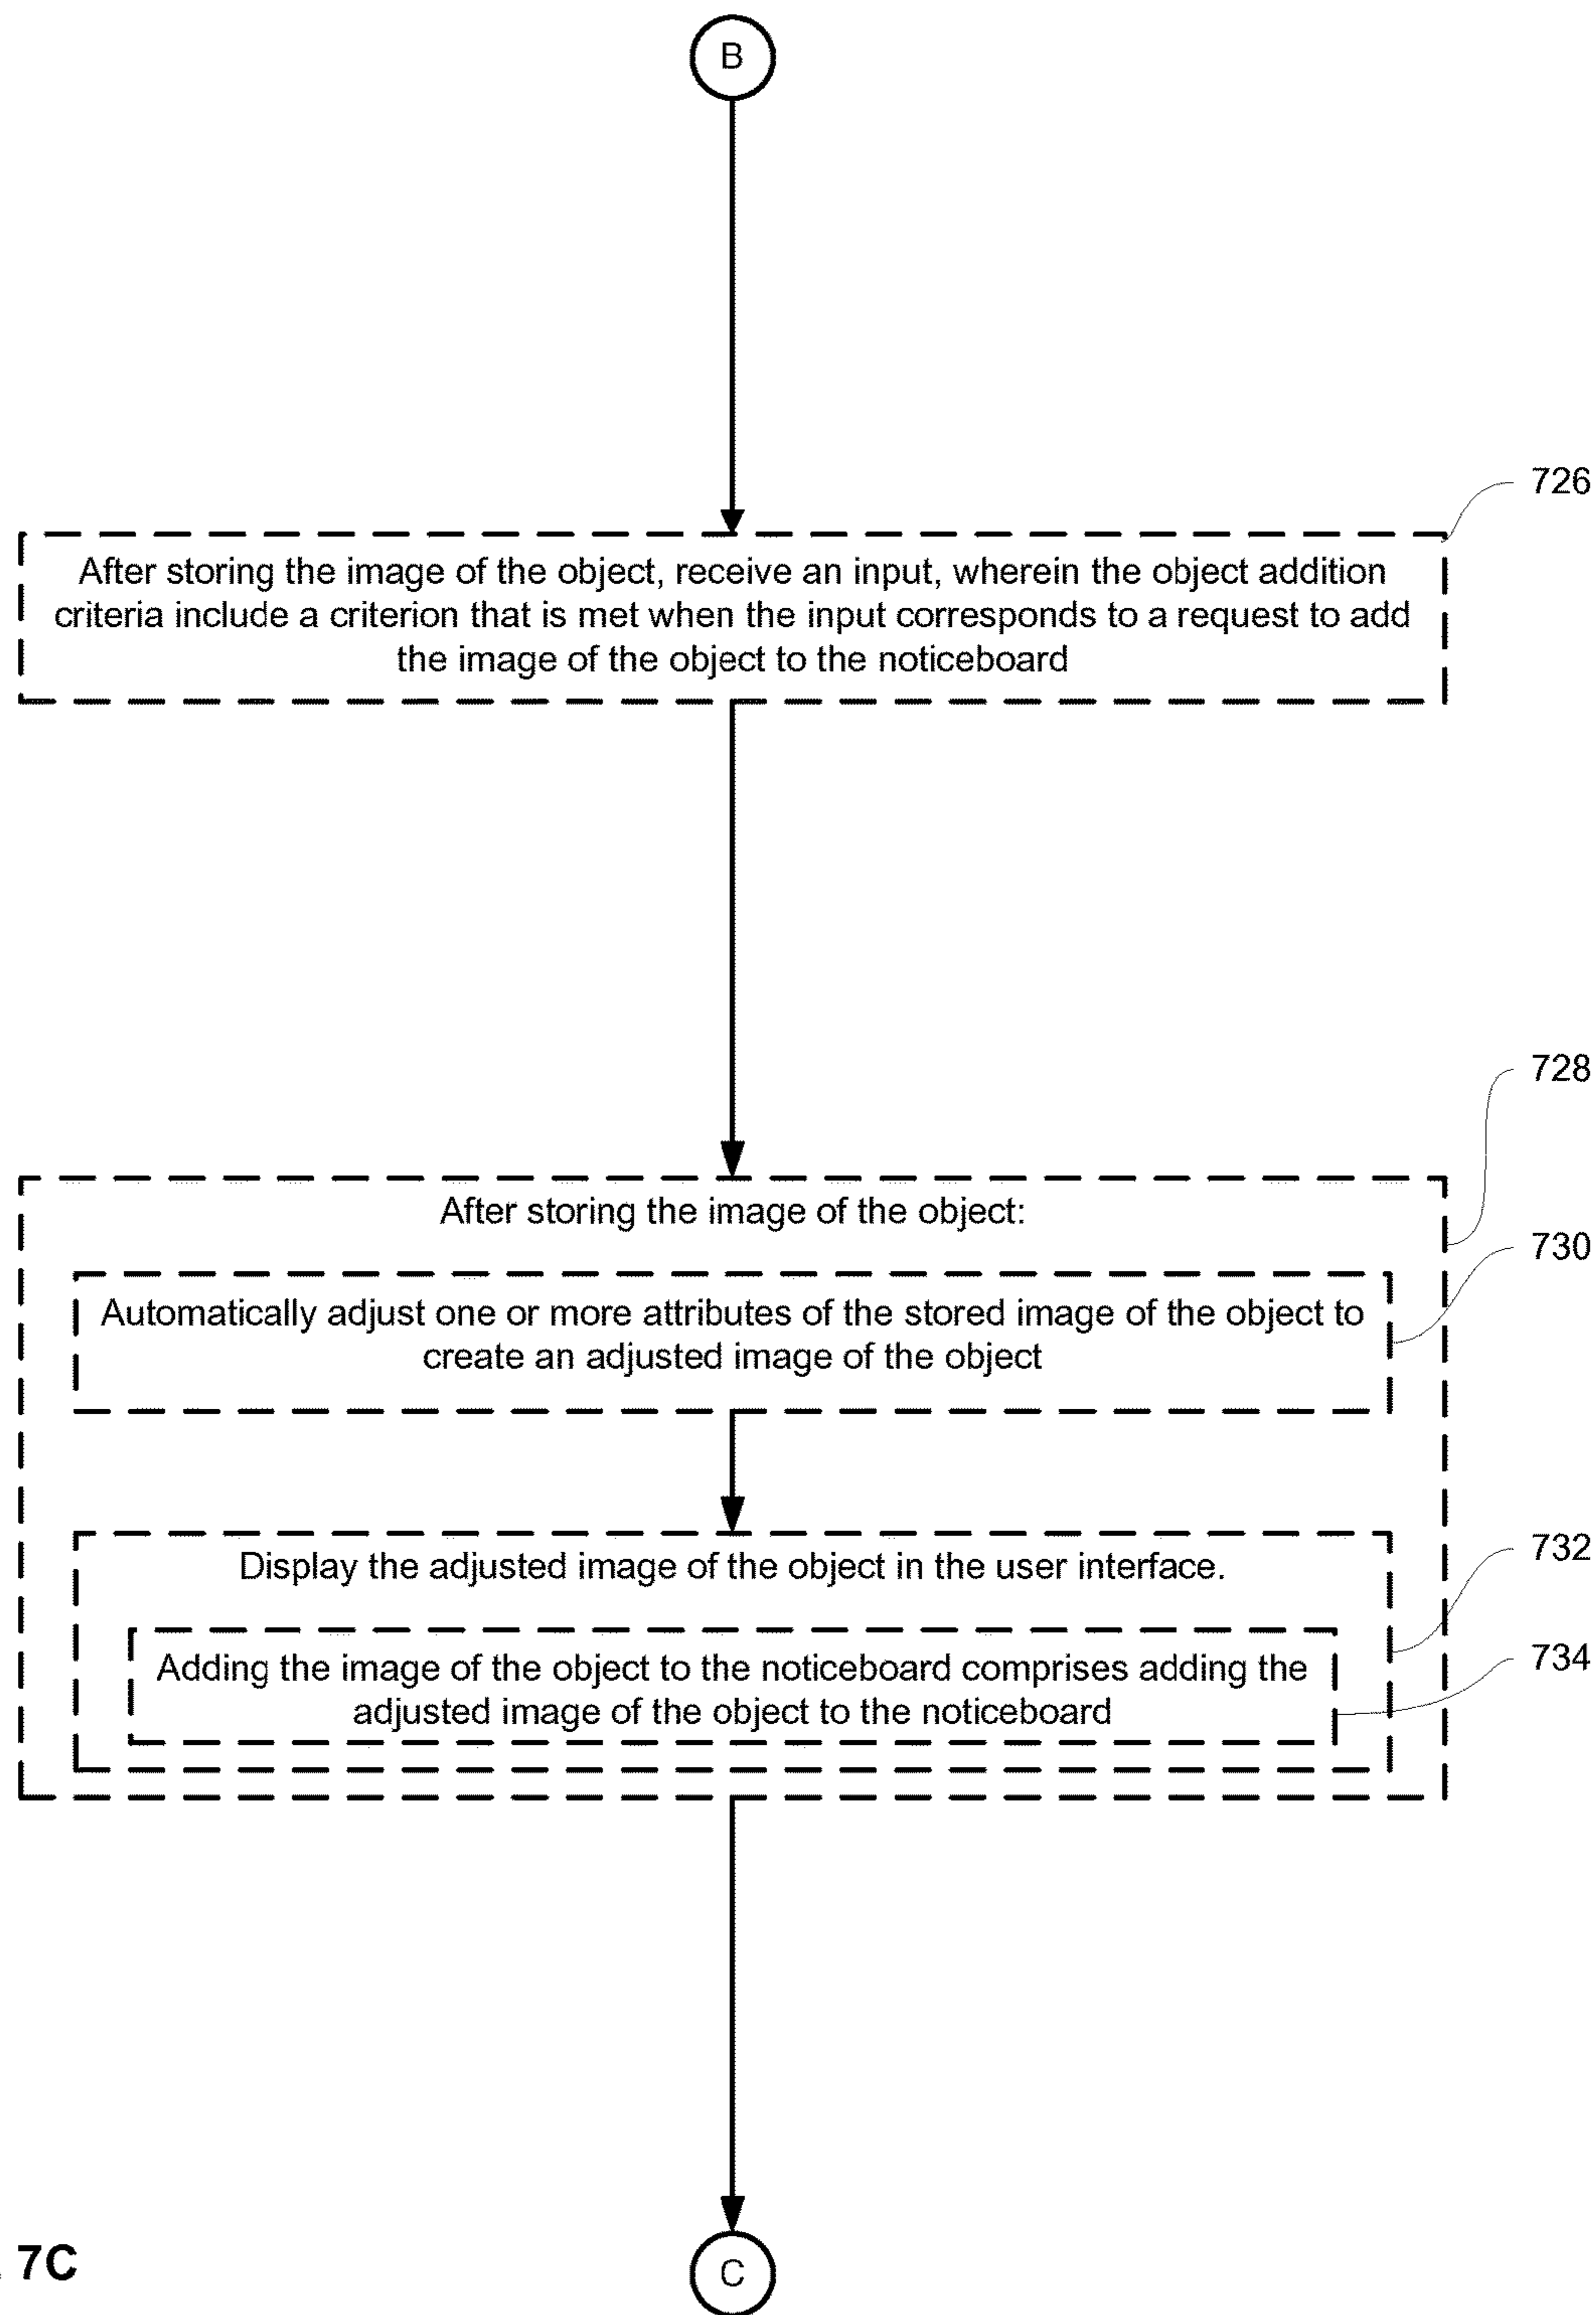 B
726
After storing the image of the object, receive an input, wherein the object addition
criteria include a criterion that is met when the input corresponds to a request to add
the image of the object to the noticeboard
728
After storing the image of the object:
730
Automatically adjust one or more attributes of the stored image of the object to
create an adjusted image of the object
732
Display the adjusted image of the object in the user interface.
734
Adding the image of the object to the noticeboard comprises adding the
adjusted image of the object to the noticeboard
7C
C